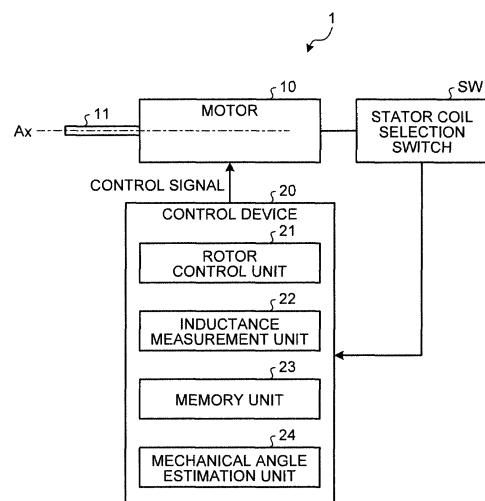 1
10
MOTOR
SW
STATOR COIL
SELECTION
SWITCH
11
Ax
CONTROL SIGNAL
20
CONTROL DEVICE
21
ROTOR
CONTROL UNIT
22
INDUCTANCE
MEASUREMENT UNIT
23
MEMORY UNIT
24
MECHANICAL ANGLE
ESTIMATION UNIT